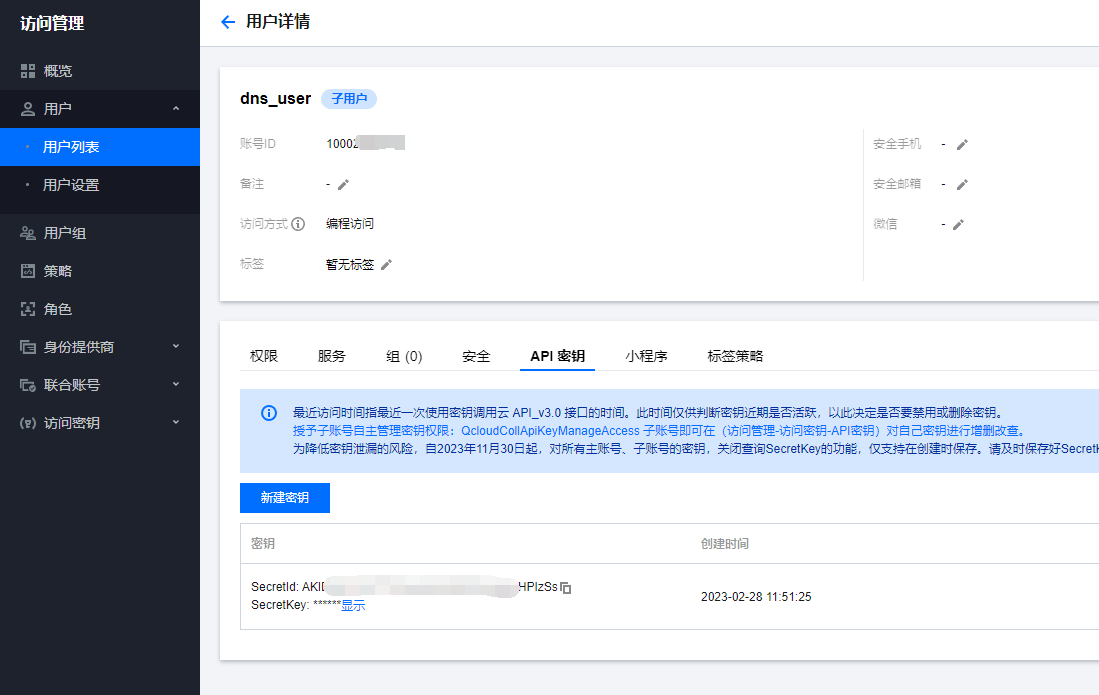 访问管理
概览
用户
用户列表
用户设置
用户组
策略
角色
身份提供商
联合账号
访问密钥
用户详情
dns_user 子用户
账号ID 10002
备注 -
访问方式 编程访问
标签 暂无标签
安全手机 -
安全邮箱 -
微信 -
权限 服务 组 (0) 安全 API 密钥 小程序 标签策略
最近访问时间指最近一次使用密钥调用云 API_v3.0 接口的时间。此时间仅供判断密钥近期是否活跃，以此决定是否要禁用或删除密钥。
授予子账号自主管理密钥权限：QcloudCollApiKeyManageAccess 子账号即可在（访问管理-访问密钥-API密钥）对自己密钥进行增删改查。
为降低密钥泄漏的风险，自2023年11月30日起，对所有主账号、子账号的密钥，关闭查询SecretKey的功能，仅支持在创建时保存。请及时保存好SecretK
新建密钥
密钥 创建时间
SecretId: AKID HPIzSs
SecretKey: ******显示
2023-02-28 11:51:25